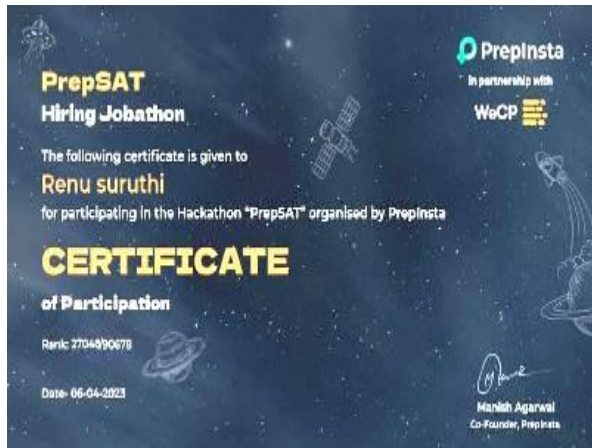 PrepInsta
In partnership with
WeCP
PrepSAT
Hiring Jobathon
The following certificate is given to
Renu suruthi
for participating in the Hackathon "PrepSAT" organised by PrepInsta
CERTIFICATE
of Participation
Rank: 27048/90678
Date- 06-04-2023
Manish Agarwal
Co-Founder, PrepInsta